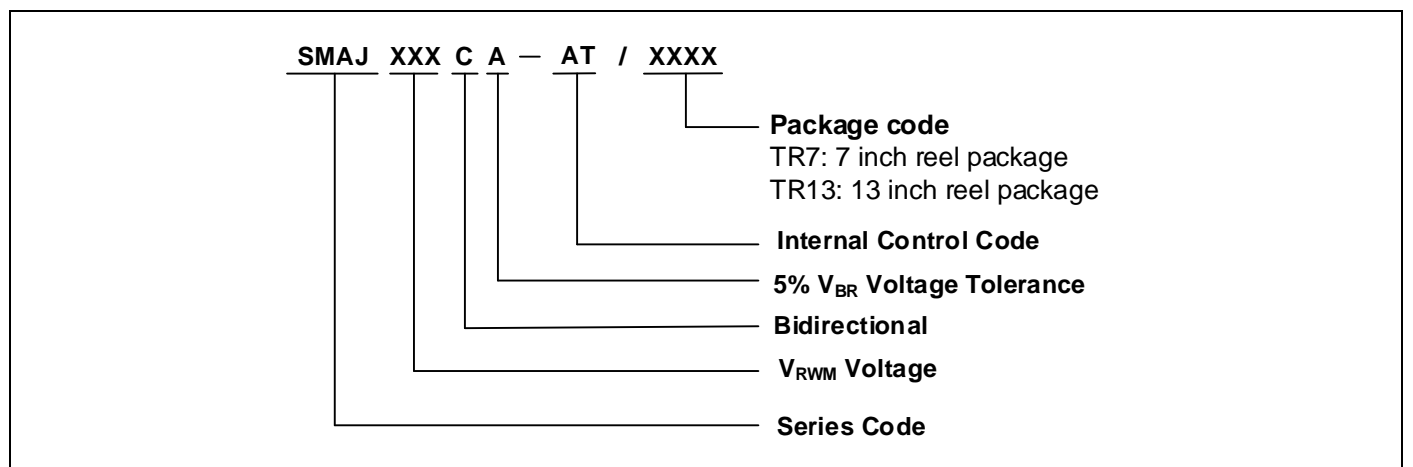 SMAJ XXX C A — AT / XXXX
Package code
TR7: 7 inch reel package
TR13: 13 inch reel package
Internal Control Code
5% VBR Voltage Tolerance
Bidirectional
VRWM Voltage
Series Code